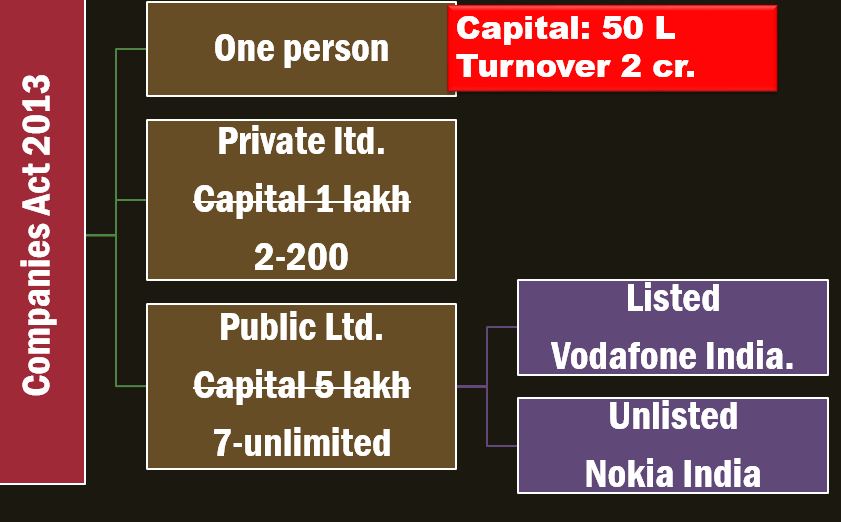 Companies Act 2013
One person
Capital: 50 L
Turnover 2 cr.
Private ltd.
Capital 1 lakh
2-200
Public Ltd.
Capital 5 lakh
7-unlimited
Listed
Vodafone India.
Unlisted
Nokia India